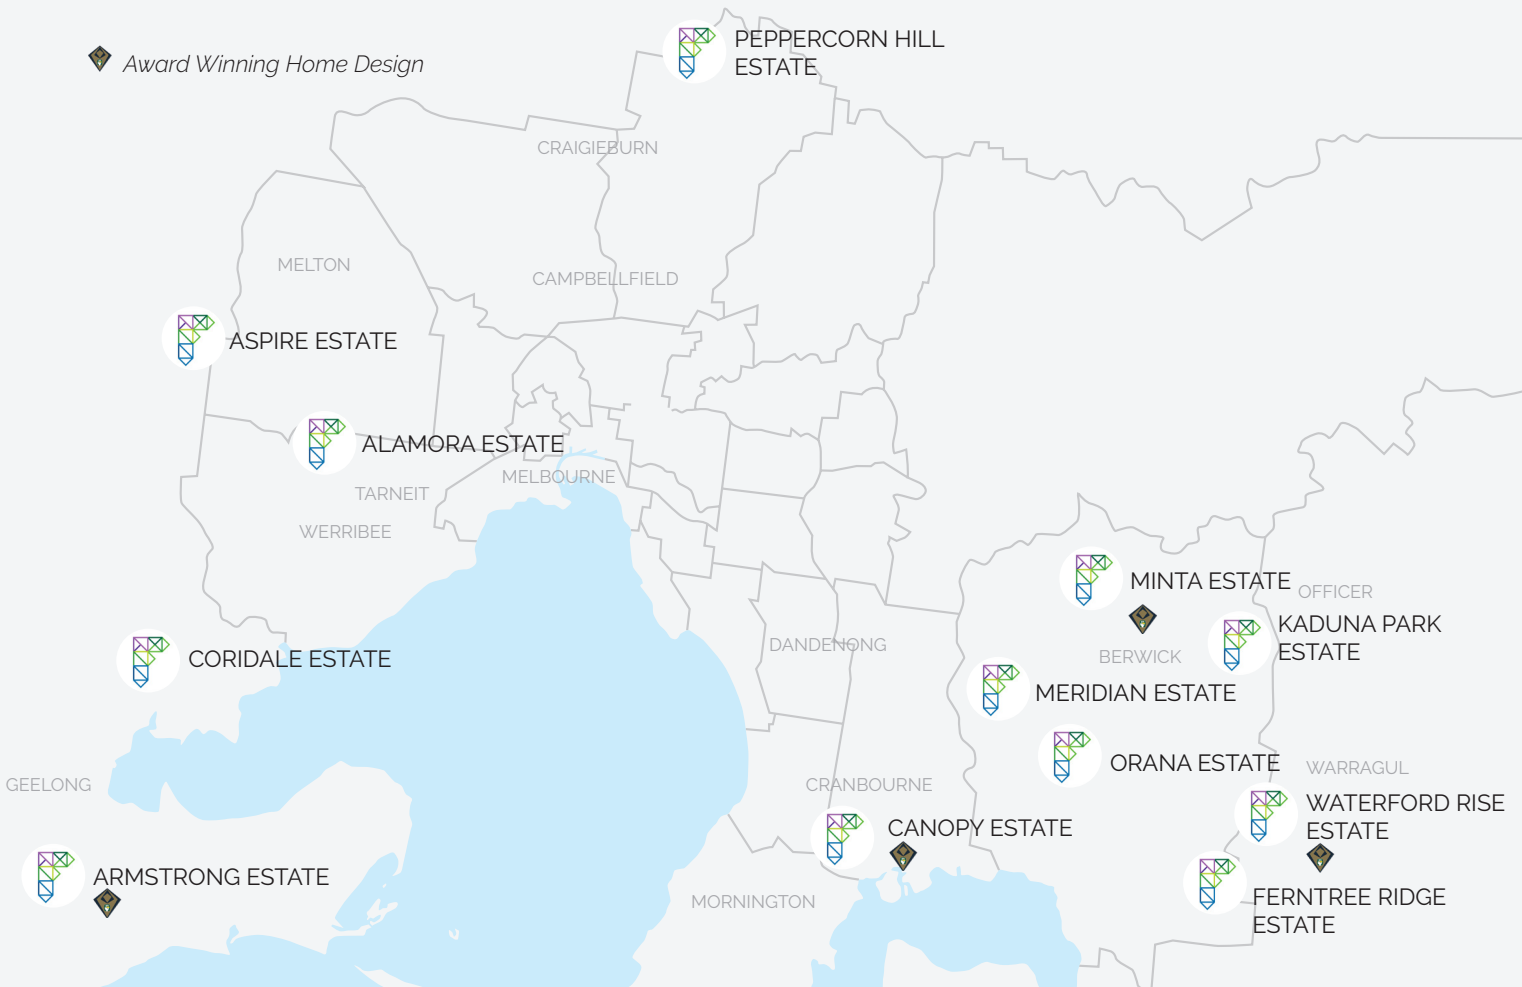 PEPPERCORN HILL
ESTATE
Award Winning Home Design
CRAIGIEBURN
MELTON
CAMPBELLFIELD
ASPIRE ESTATE
ALAMORA ESTATE
MELBOURNE
TARNEIT
WERRIBEE
MINTA ESTATE
OFFICER
KADUNA PARK
ESTATE
DANDENONG
BERWICK
CORIDALE ESTATE
MERIDIAN ESTATE
ORANA ESTATE
WARRAGUL
GEELONG
CRANBOURNE
WATERFORD RISE
ESTATE
CANOPY ESTATE
ARMSTRONG ESTATE
MORNINGTON
FERNTREE RIDGE
ESTATE